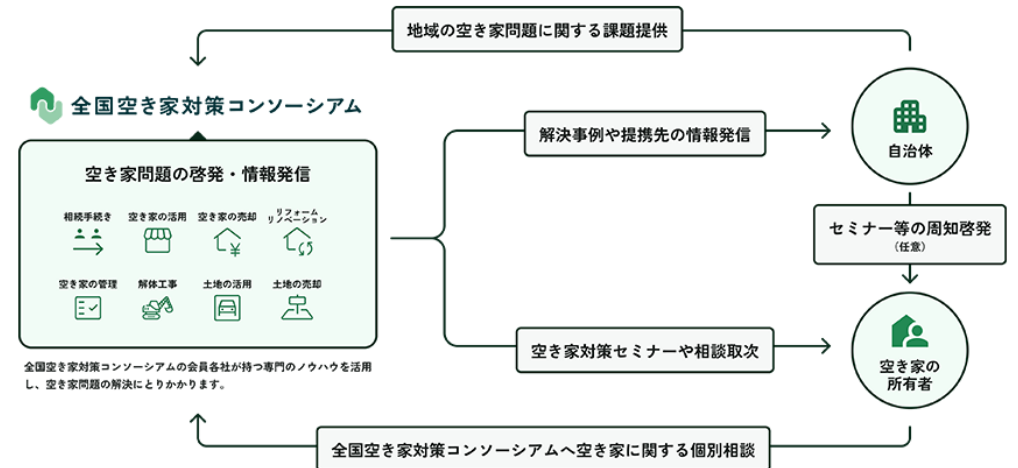 地域の空き家問題に関する課題提供
全国空き家対策コンソーシアム
空き家問題の啓発・情報発信
相続手続き
空き家の活用
空き家の売却
リフォーム
リノベーション
空き家の管理
解体工事
土地の活用
土地の売却
全国空き家対策コンソーシアムの会員各社が持つ専門のノウハウを活用
し、空き家問題の解決にとりかかります。
解決事例や提携先の情報発信
自治体
セミナー等の周知啓発
（任意）
空き家対策セミナーや相談取次
空き家の
所有者
全国空き家対策コンソーシアムへ空き家に関する個別相談